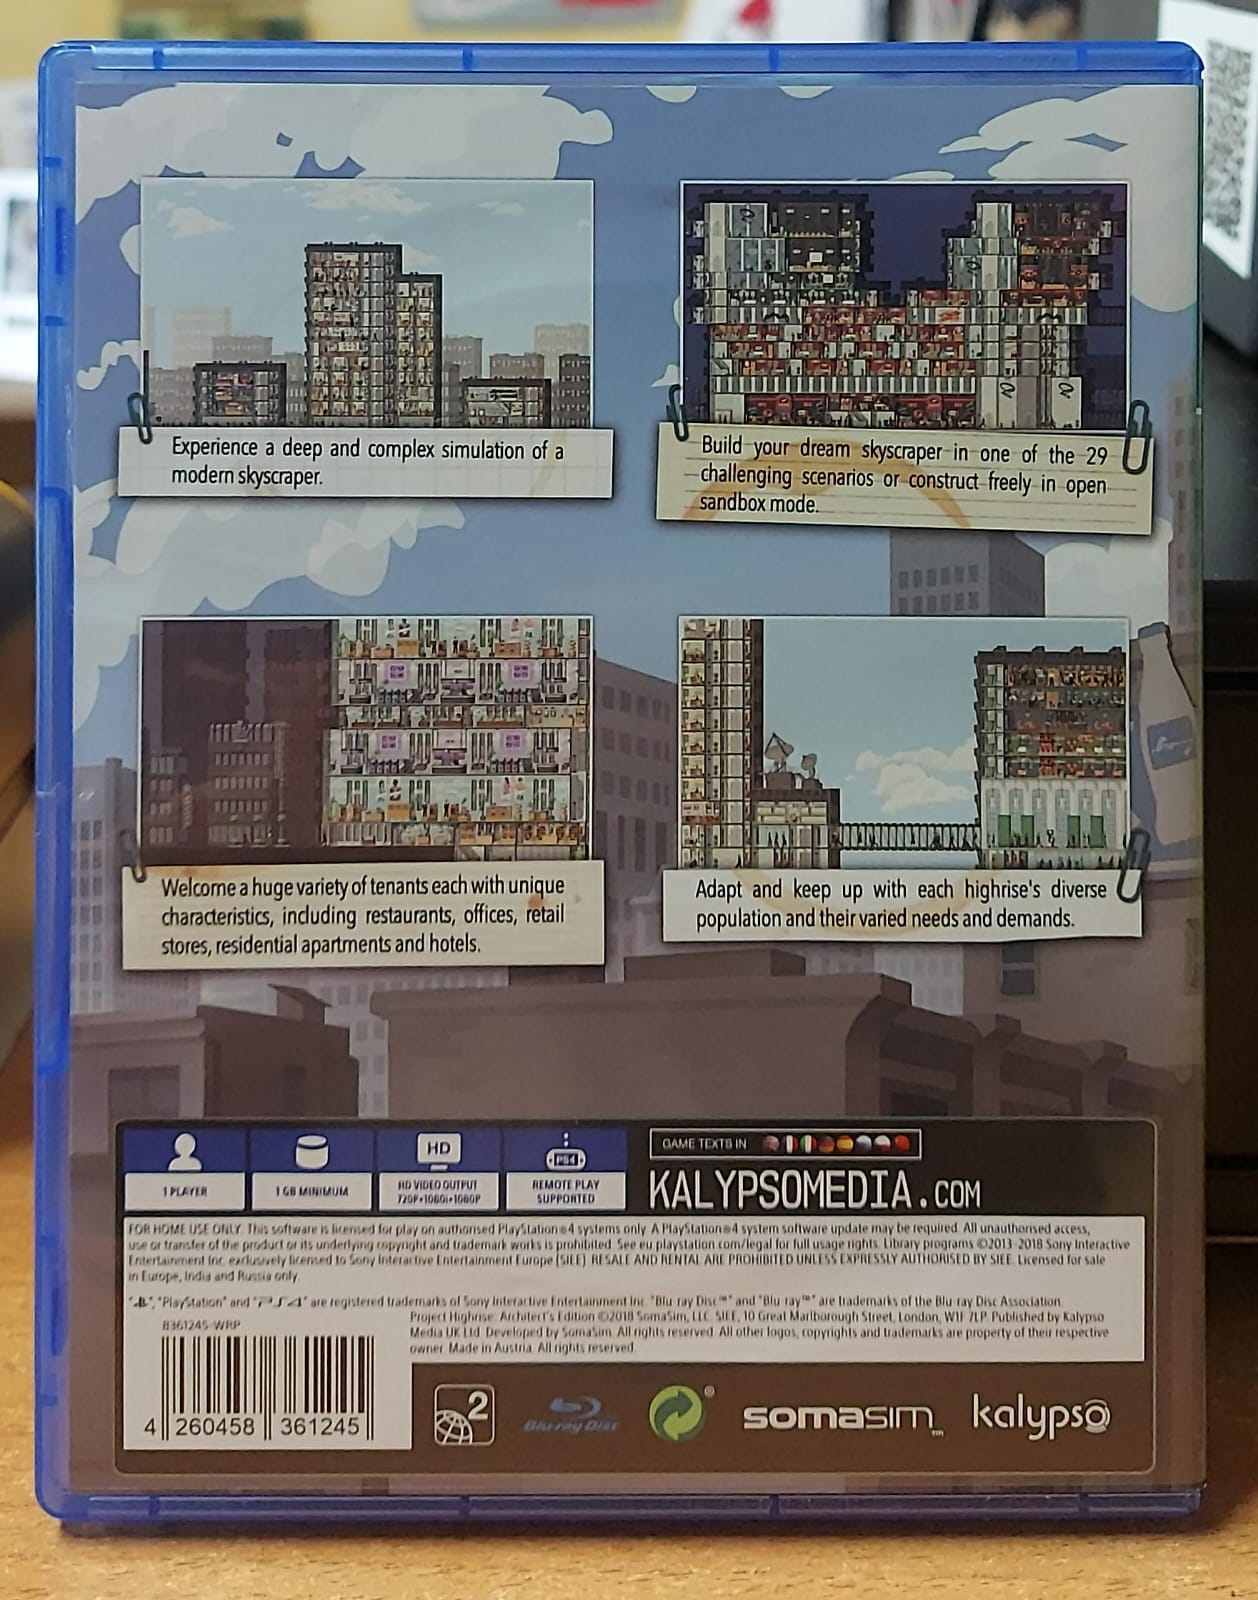 Experience a deep and complex simulation of a
modern skyscraper.
Build your dream skyscraper in one of the 29
challenging scenarios or construct freely in open
sandbox mode.
Welcome a huge variety of tenants each with unique
characteristics, including restaurants, offices, retail
stores, residential apartments and hotels.
Adapt and keep up with each highrise's diverse
population and their varied needs and demands.
1 PLAYER
1 GB MINIMUM
HD
HD VIDEO OUTPUT
720P•1080i•1080P
PS4
REMOTE PLAY
SUPPORTED
GAME TEXTS IN
KALYPSOMEDIA.COM
FOR HOME USE ONLY. This software is licensed for play on authorised PlayStation®4 systems only. A PlayStation®4 system software update may be required. All unauthorised access,
use or transfer of the product or its underlying copyright and trademark works is prohibited. See eu.playstation.com/legal for full usage rights. Library programs ©2013-2018 Sony Interactive
Entertainment Inc. exclusively licensed to Sony Interactive Entertainment Europe (SIEE). RESALE AND RENTAL ARE PROHIBITED UNLESS EXPRESSLY AUTHORISED BY SIEE. Licensed for sale
in Europe, India and Russia only.
"PlayStation" and "PS4" are registered trademarks of Sony Interactive Entertainment Inc. "Blu-ray Disc™" and "Blu-ray™" are trademarks of the Blu-ray Disc Association.
Project Highrise: Architect's Edition ©2018 SomaSim, LLC. SIEE, 10 Great Marlborough Street, London, W1F 7LP. Published by Kalypso
Media UK Ltd. Developed by SomaSim. All rights reserved. All other logos, copyrights and trademarks are property of their respective
owner. Made in Austria. All rights reserved.
8361245-WRP
4 260458 361245
2
Blu-ray Disc
®
somasim™
kalypso